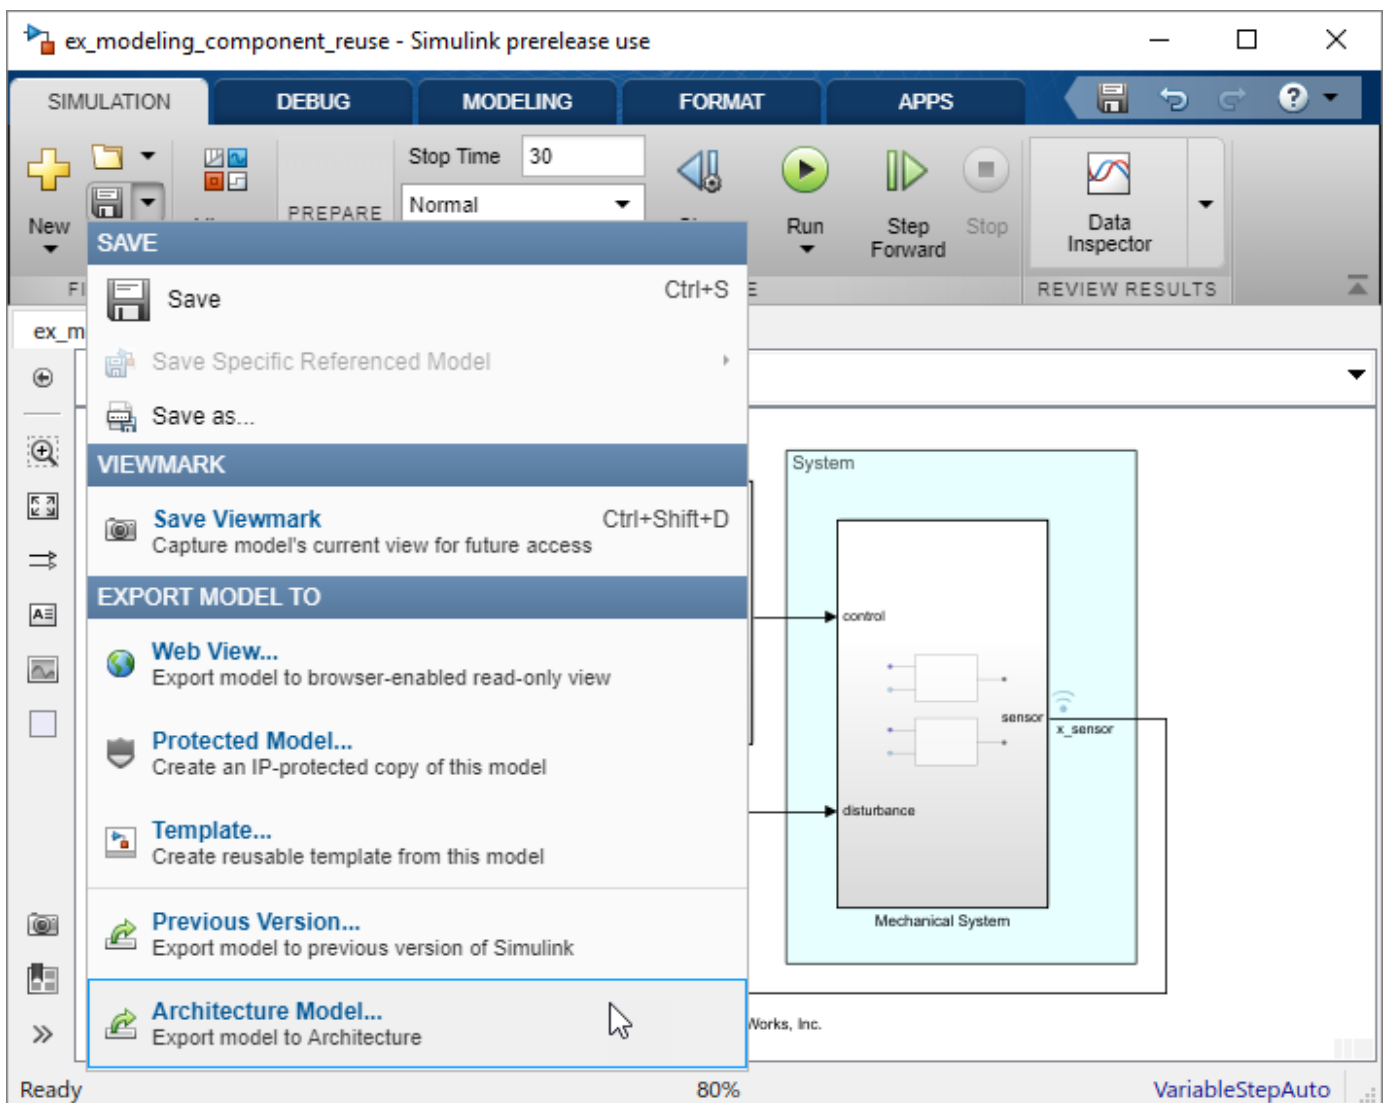 ex_modeling_component_reuse - Simulink prerelease use
SIMULATION DEBUG MODELING FORMAT APPS
Stop Time 30
Normal
PREPARE
New
Run
Step Forward
Stop
Data Inspector
REVIEW RESULTS
ex_m
SAVE
Save Ctrl+S
Save Specific Referenced Model
Save as...
VIEWMARK
Save Viewmark Ctrl+Shift+D
Capture model's current view for future access
EXPORT MODEL TO
Web View...
Export model to browser-enabled read-only view
Protected Model...
Create an IP-protected copy of this model
Template...
Create reusable template from this model
Previous Version...
Export model to previous version of Simulink
Architecture Model...
Export model to Architecture
System
control
sensor
x_sensor
disturbance
Mechanical System
Works, Inc.
Ready 80% VariableStepAuto